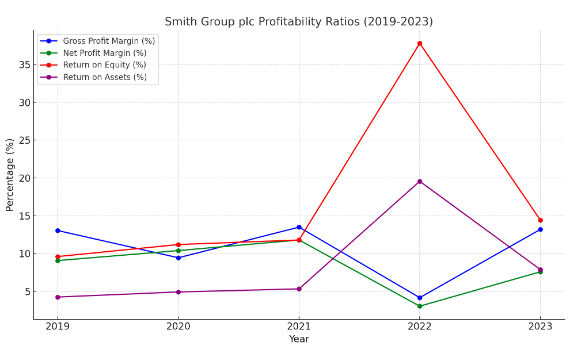 Smith Group plc Profitability Ratios (2019-2023)
Gross Profit Margin (%)
Net Profit Margin (%)
Return on Equity (%)
Return on Assets (%)
Percentage (%)
35
30
25
20
15
10
5
2019 2020 2021 2022 2023
Year